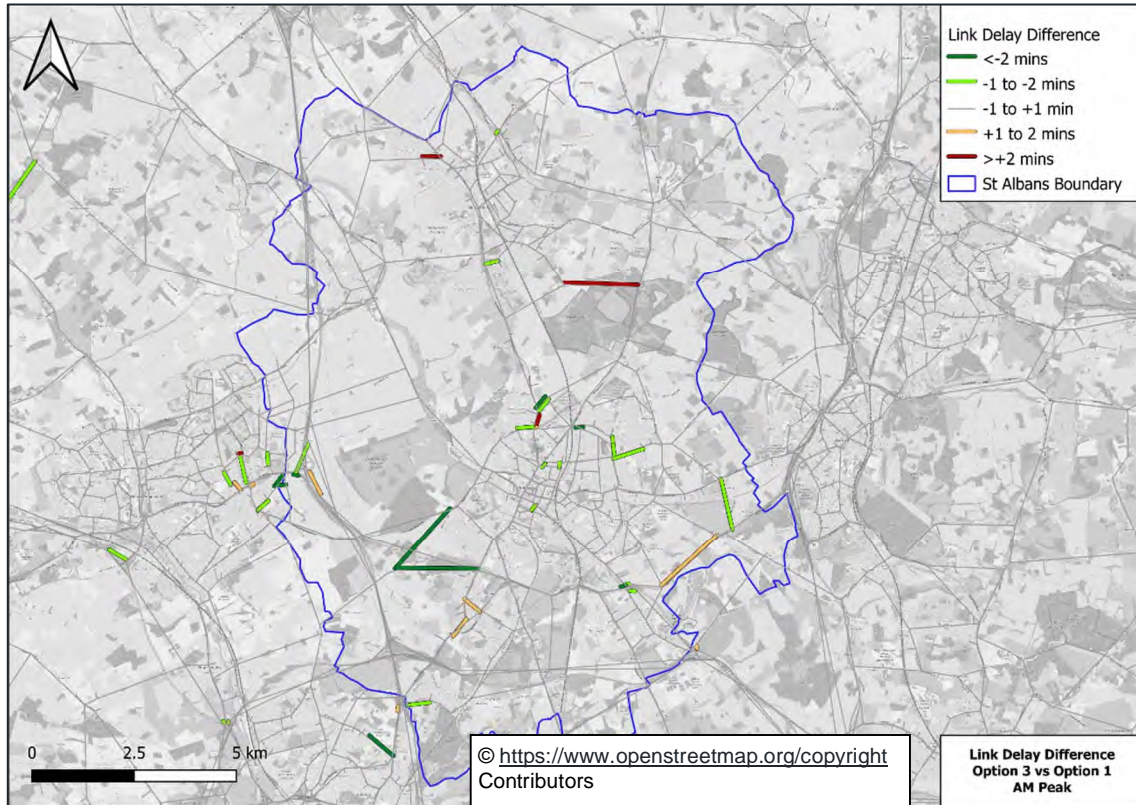 Link Delay Difference
<-2 mins
-1 to -2 mins
-1 to +1 min
+1 to 2 mins
>+2 mins
St Albans Boundary
0 2.5 5 km
© https://www.openstreetmap.org/copyright
Contributors
Link Delay Difference
Option 3 vs Option 1
AM Peak